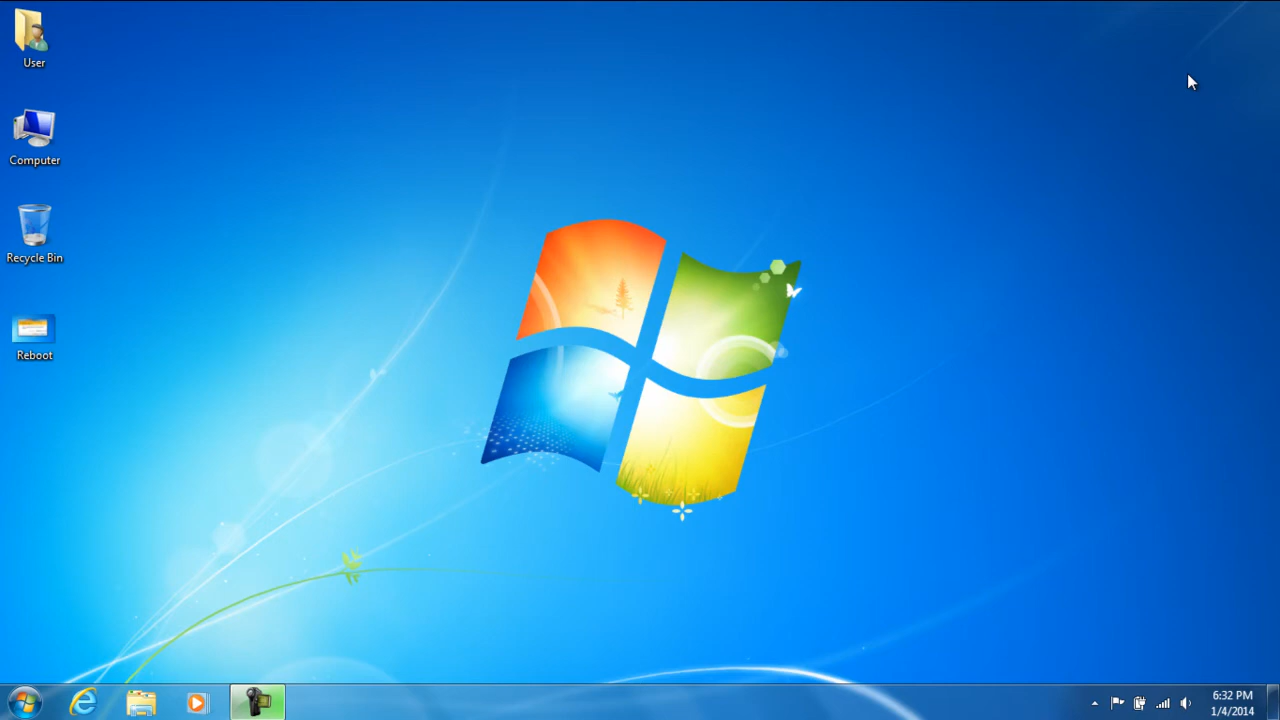 User
Computer
Recycle Bin
Reboot
6:32 PM
1/4/2014